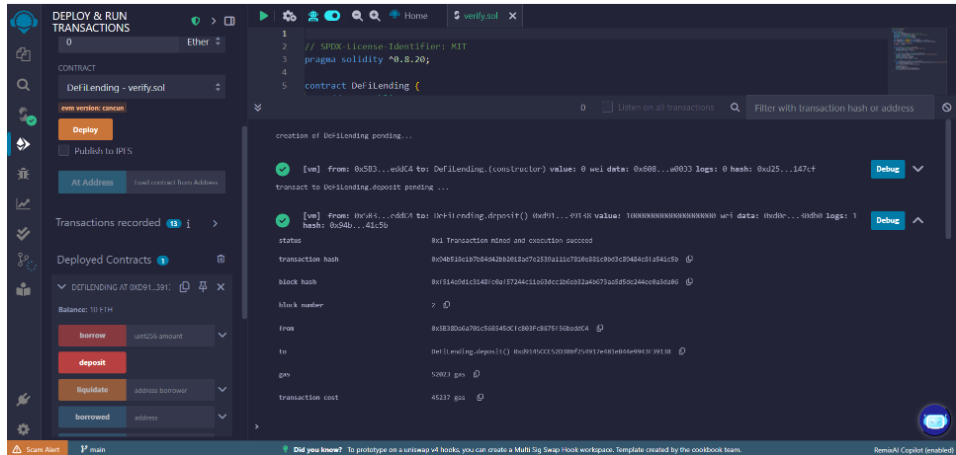 DEPLOY & RUN
TRANSACTIONS
0 Ether
CONTRACT
DeFiLending - verify.sol
evm version: cancun
Deploy
Publish to IPFS
At Address Load contract from Address
Transactions recorded 13 i
Deployed Contracts 1
DEFILENDING AT 0XD91...391
Balance: 10 ETH
borrow uint256 amount
deposit
liquidate address borrower
borrowed address
Scam Alert main
Home verify.sol
1
2 // SPDX-License-Identifier: MIT
3 pragma solidity ^0.8.20;
4
5 contract DeFiLending {
0 Listen on all transactions Filter with transaction hash or address
creation of DeFiLending pending...
[vm] from: 0x5B3...eddC4 to: DeFiLending.(constructor) value: 0 wei data: 0x608...a0033 logs: 0 hash: 0xd25...147cf
Debug
transact to DeFiLending.deposit pending ...
[vm] from: 0x5B3...eddC4 to: DeFiLending.deposit() 0xd91...39138 value: 10000000000000000000 wei data: 0xd0e...30db0 logs: 1
hash: 0x94b...41c5b
Debug
status 0x1 Transaction mined and execution succeed
transaction hash
block hash
block number 2
from
to DeFiLending.deposit()
gas 52023 gas
transaction cost 45237 gas
>
Did you know? To prototype on a uniswap v4 hooks, you can create a Multi Sig Swap Hook workspace. Template created by the cookbook team.
RemixAI Copilot (enabled)